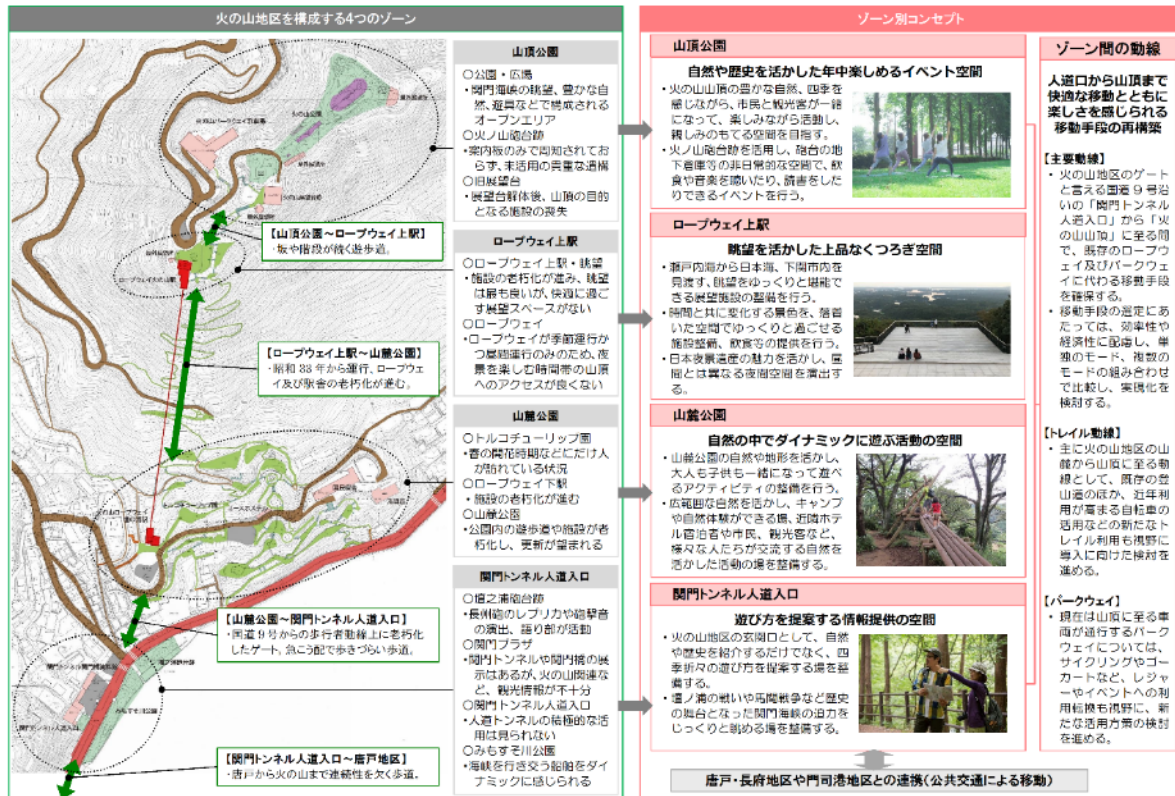 火の山地区を構成する4つのゾーン
山頂公園
○公園・広場
・関門海峡の眺望、豊かな自然、遊具などで構成されるオープンエリア
○火ノ山砲台跡
・案内板のみで周知されておらず、未活用の貴重な遺構
○旧展望台
・展望台解体後、山頂の目的となる施設の喪失
【山頂公園~ロープウェイ上駅】
・坂や階段が続く遊歩道。
ロープウェイ上駅
○ロープウェイ上駅・眺望
・施設の老朽化が進み、眺望は最も良いが、快適に過ごす展望スペースがない
○ロープウェイ
・ロープウェイが季節運行かつ昼間運行のみのため、夜景を楽しむ時間帯の山頂へのアクセスが良くない
【ロープウェイ上駅~山麓公園】
・昭和33年から運行、ロープウェイ及び駅舎の老朽化が進む。
山麓公園
○トルコチューリップ園
・春の開花時期などにだけ人が訪れている状況
○ロープウェイ下駅
・施設の老朽化が進む
○山麓公園
・公園内の遊歩道や施設が老朽化し、更新が望まれる
【山麓公園~関門トンネル人道入口】
・国道9号からの歩行者動線上に老朽化したゲート。急こう配で歩きづらい歩道。
関門トンネル人道入口
○壇之浦砲台跡
・長州砲のレプリカや砲撃音の演出、語り部が活動
○関門プラザ
・関門トンネルや関門橋の展示はあるが、火の山関連など、観光情報が不十分
○関門トンネル人道入口
・人道トンネルの積極的な活用は見られない
○みもすそ川公園
・海峡を行き交う船舶をダイナミックに感じられる
【関門トンネル人道入口~唐戸地区】
・唐戸から火の山まで連続性を欠く歩道。
火の山公園
みもすそ川公園
関門トンネル人道入口
ゾーン別コンセプト
山頂公園
自然や歴史を活かした年中楽しめるイベント空間
・火の山山頂の豊かな自然、四季を感じながら、市民と観光客が一緒になって、楽しみながら活動し、親しみのもてる空間を目指す。
・火ノ山砲台跡を活用し、砲台の地下倉庫等の非日常的な空間で、飲食や音楽を聴いたり、読書をしたりできるイベントを行う。
ロープウェイ上駅
眺望を活かした上品なくつろぎ空間
・瀬戸内海から日本海、下関市内を見渡す、眺望をゆっくりと堪能できる展望施設の整備を行う。
・時間と共に変化する景色を、落着いた空間でゆっくりと過ごせる施設整備、飲食等の提供を行う。
・日本夜景遺産の魅力を活かし、昼間とは異なる夜間空間を演出する。
山麓公園
自然の中でダイナミックに遊ぶ活動の空間
・山麓公園の自然や地形を活かし、大人も子供も一緒になって遊べるアクティビティの整備を行う。
・広範囲な自然を活かし、キャンプや自然体験ができる場、近隣ホテル宿泊者や市民、観光客など、様々な人たちが交流する自然を活かした活動の場を整備する。
関門トンネル人道入口
遊び方を提案する情報提供の空間
・火の山地区の玄関口として、自然や歴史を紹介するだけでなく、四季折々の遊び方を提案する場を整備する。
・壇ノ浦の戦いや馬関戦争など歴史の舞台となった関門海峡の迫力をじっくりと眺める場を整備する。
唐戸・長府地区や門司港地区との連携(公共交通による移動)
ゾーン間の動線
人道口から山頂まで
快適な移動とともに
楽しさを感じられる
移動手段の再構築
【主要動線】
・火の山地区のゲートと言える国道9号沿いの「関門トンネル人道入口」から「火の山山頂」に至る間で、既存のロープウェイ及びパークウェイに代わる移動手段を確保する。
・移動手段の選定にあたっては、効率性や経済性に配慮し、単独のモード、複数のモードの組み合わせで比較し、実現化を検討する。
【トレイル動線】
・主に火の山地区の山麓から山頂に至る動線として、既存の登山道のほか、近年利用が高まる自転車の活用などの新たなトレイル利用も視野に導入に向けた検討を進める。
【パークウェイ】
・現在は山頂に至る車両が通行するパークウェイについては、サイクリングやゴーカートなど、レジャーやイベントへの利用転換も視野に、新たな活用方策の検討を進める。